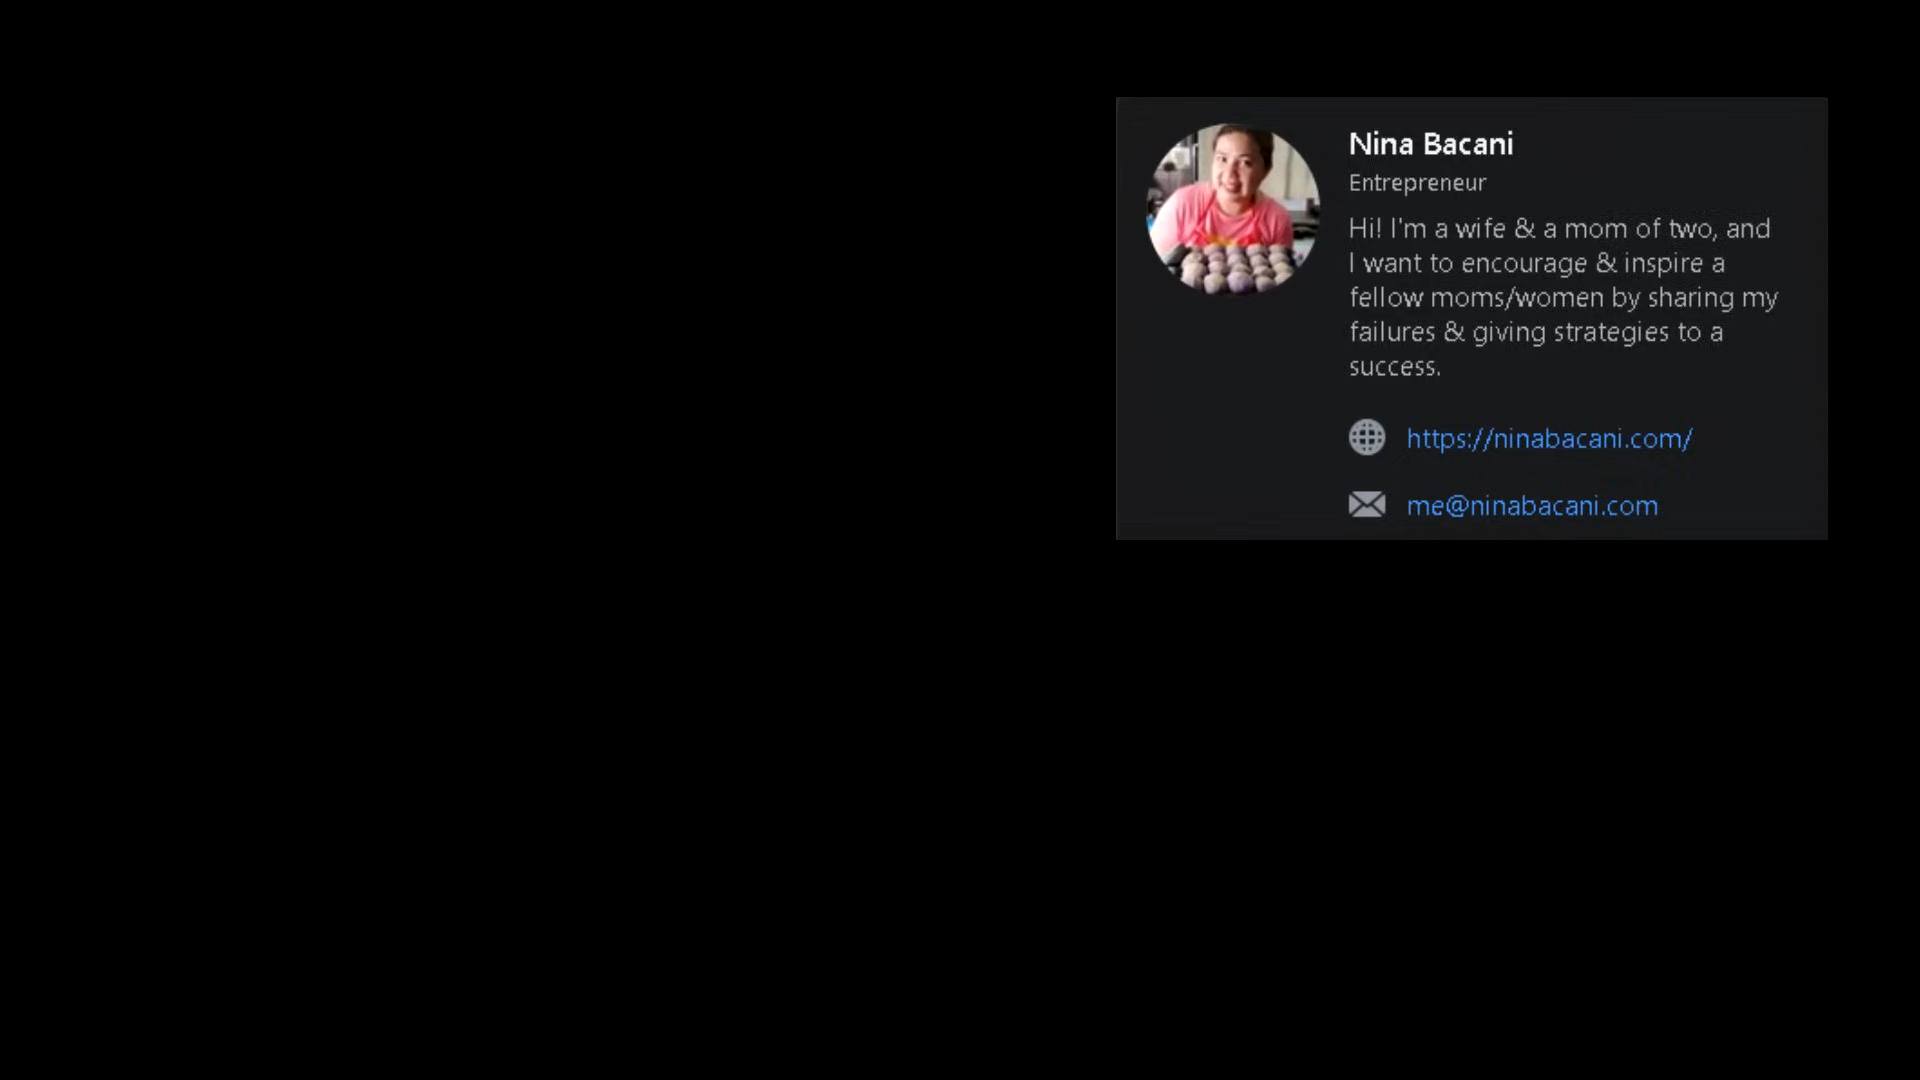 Nina Bacani
Entrepreneur
Hi! I'm a wife & a mom of two, and
I want to encourage & inspire a
fellow moms/women by sharing my
failures & giving strategies to a
success.
https://ninabacani.com/
me@ninabacani.com